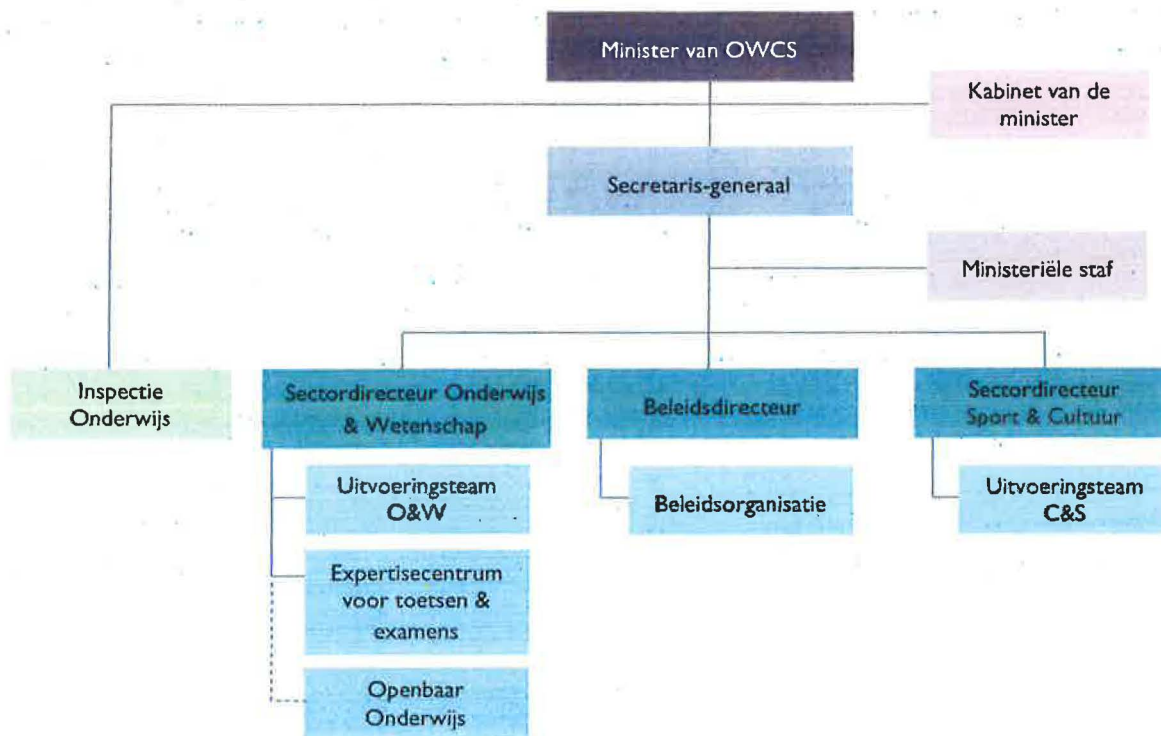 Minister van OWCS
Kabinet van de
minister
Secretaris-generaal
Ministeriële staf
Inspectie
Onderwijs
Sectordirecteur Onderwijs
& Wetenschap
Beleidsdirecteur
Sectordirecteur
Sport & Cultuur
Uitvoeringsteam
O&W
Beleidsorganisatie
Uitvoeringsteam
C&S
Expertisecentrum
voor toetsen &
examens
Openbaar
Onderwijs